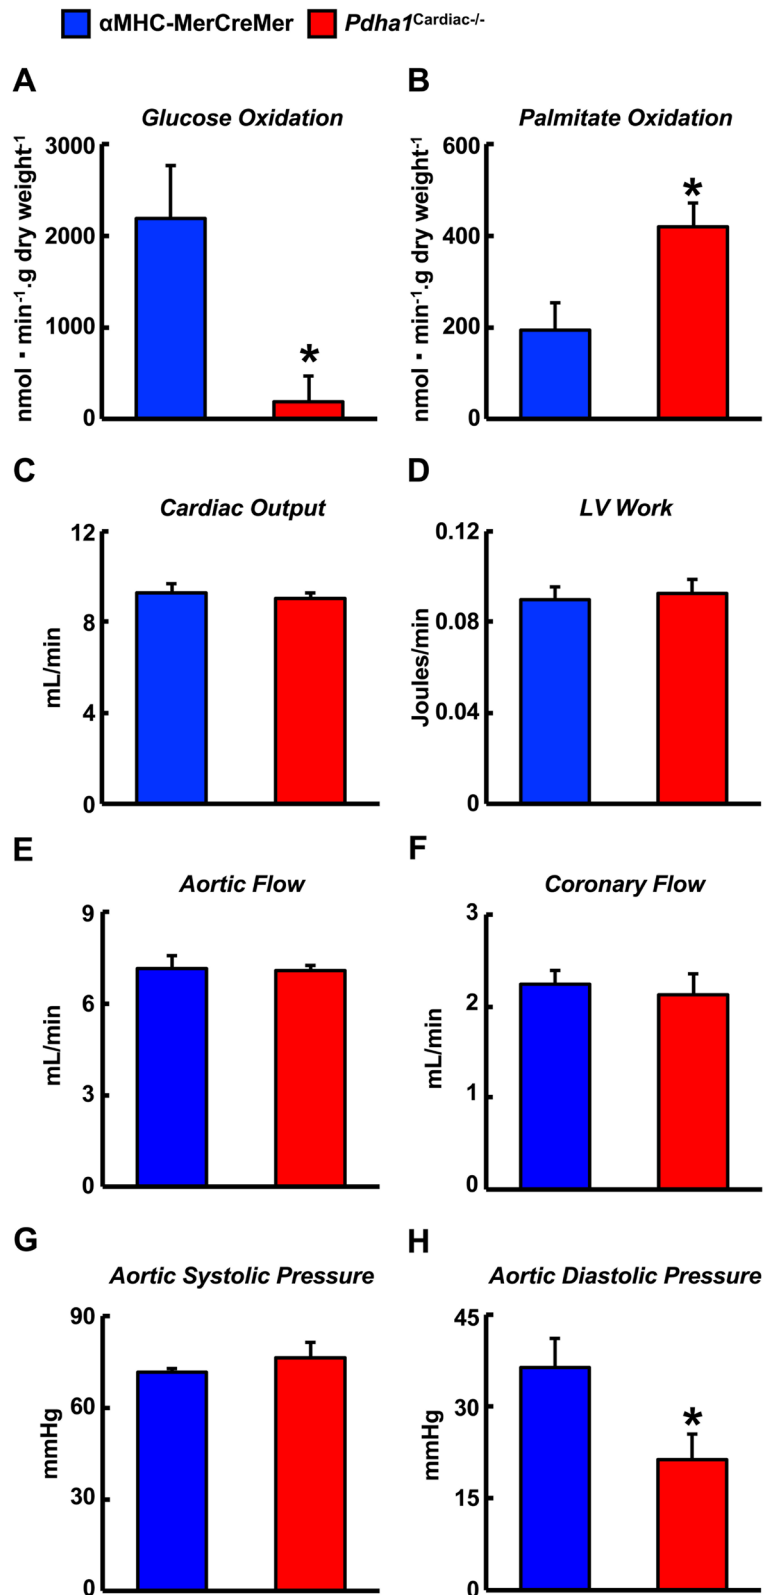 αMHC-MerCreMer Pdha1Cardiac-/-
A B
Glucose Oxidation Palmitate Oxidation
nmol · min-1.g dry weight-1
3000
2000
1000
0
*
nmol · min-1.g dry weight-1
600
400
200
0
*
C D
Cardiac Output LV Work
mL/min
12
8
4
0
Joules/min
0.12
0.08
0.04
0
E F
Aortic Flow Coronary Flow
mL/min
9
6
3
0
mL/min
3
2
1
0
G H
Aortic Systolic Pressure Aortic Diastolic Pressure
mmHg
90
60
30
0
mmHg
45
30
15
0
*